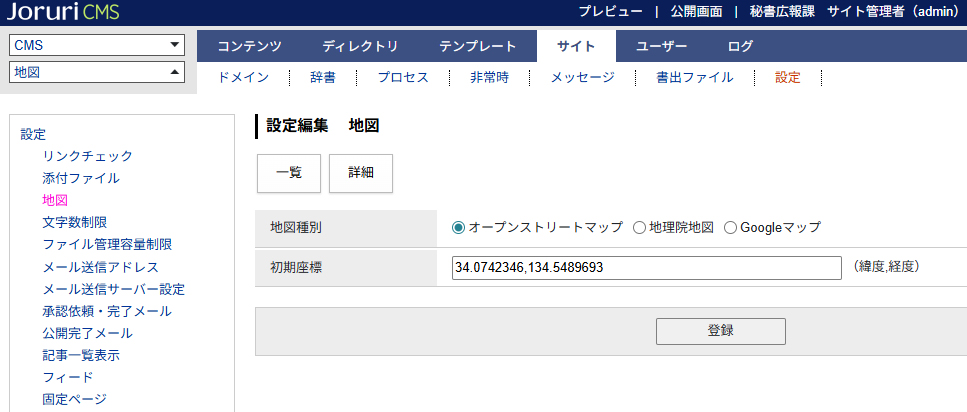 Joruri CMS
プレビュー | 公開画面 | 秘書広報課 サイト管理者（admin）
CMS
地図
コンテンツ ディレクトリ テンプレート サイト ユーザー ログ
ドメイン 辞書 プロセス 非常時 メッセージ 書出ファイル 設定
設定
リンクチェック
添付ファイル
地図
文字数制限
ファイル管理容量制限
メール送信アドレス
メール送信サーバー設定
承認依頼・完了メール
公開完了メール
記事一覧表示
フィード
固定ページ
設定編集 地図
一覧 詳細
地図種別 オープンストリートマップ 地理院地図 Googleマップ
初期座標 34.0742346,134.5489693 （緯度,経度）
登録